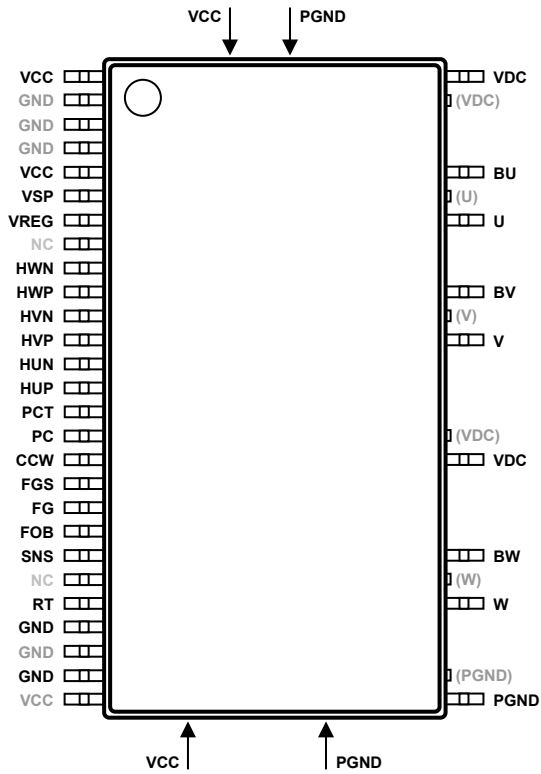 VCC PGND
VCC VDC
GND (VDC)
GND
GND
VCC BU
VSP (U)
VREG U
NC
HWN
HWP BV
HVN (V)
HVP V
HUN
HUP
PCT
PC (VDC)
CCW VDC
FGS
FG
FOB
SNS BW
NC (W)
RT W
GND
GND
GND (PGND)
VCC PGND
VCC PGND